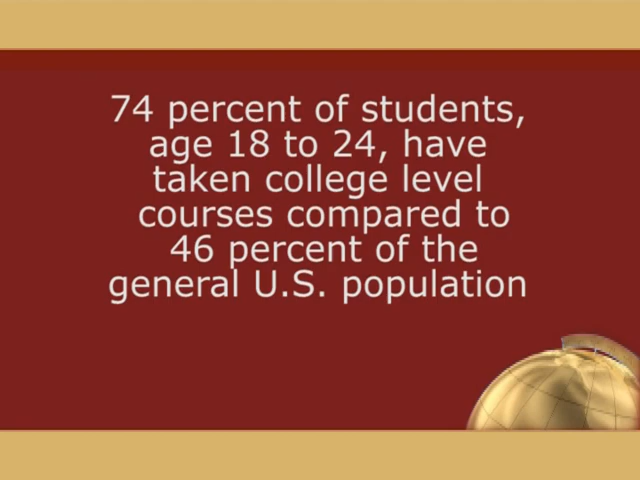 74 percent of students,
age 18 to 24, have
taken college level
courses compared to
46 percent of the
general U.S. population